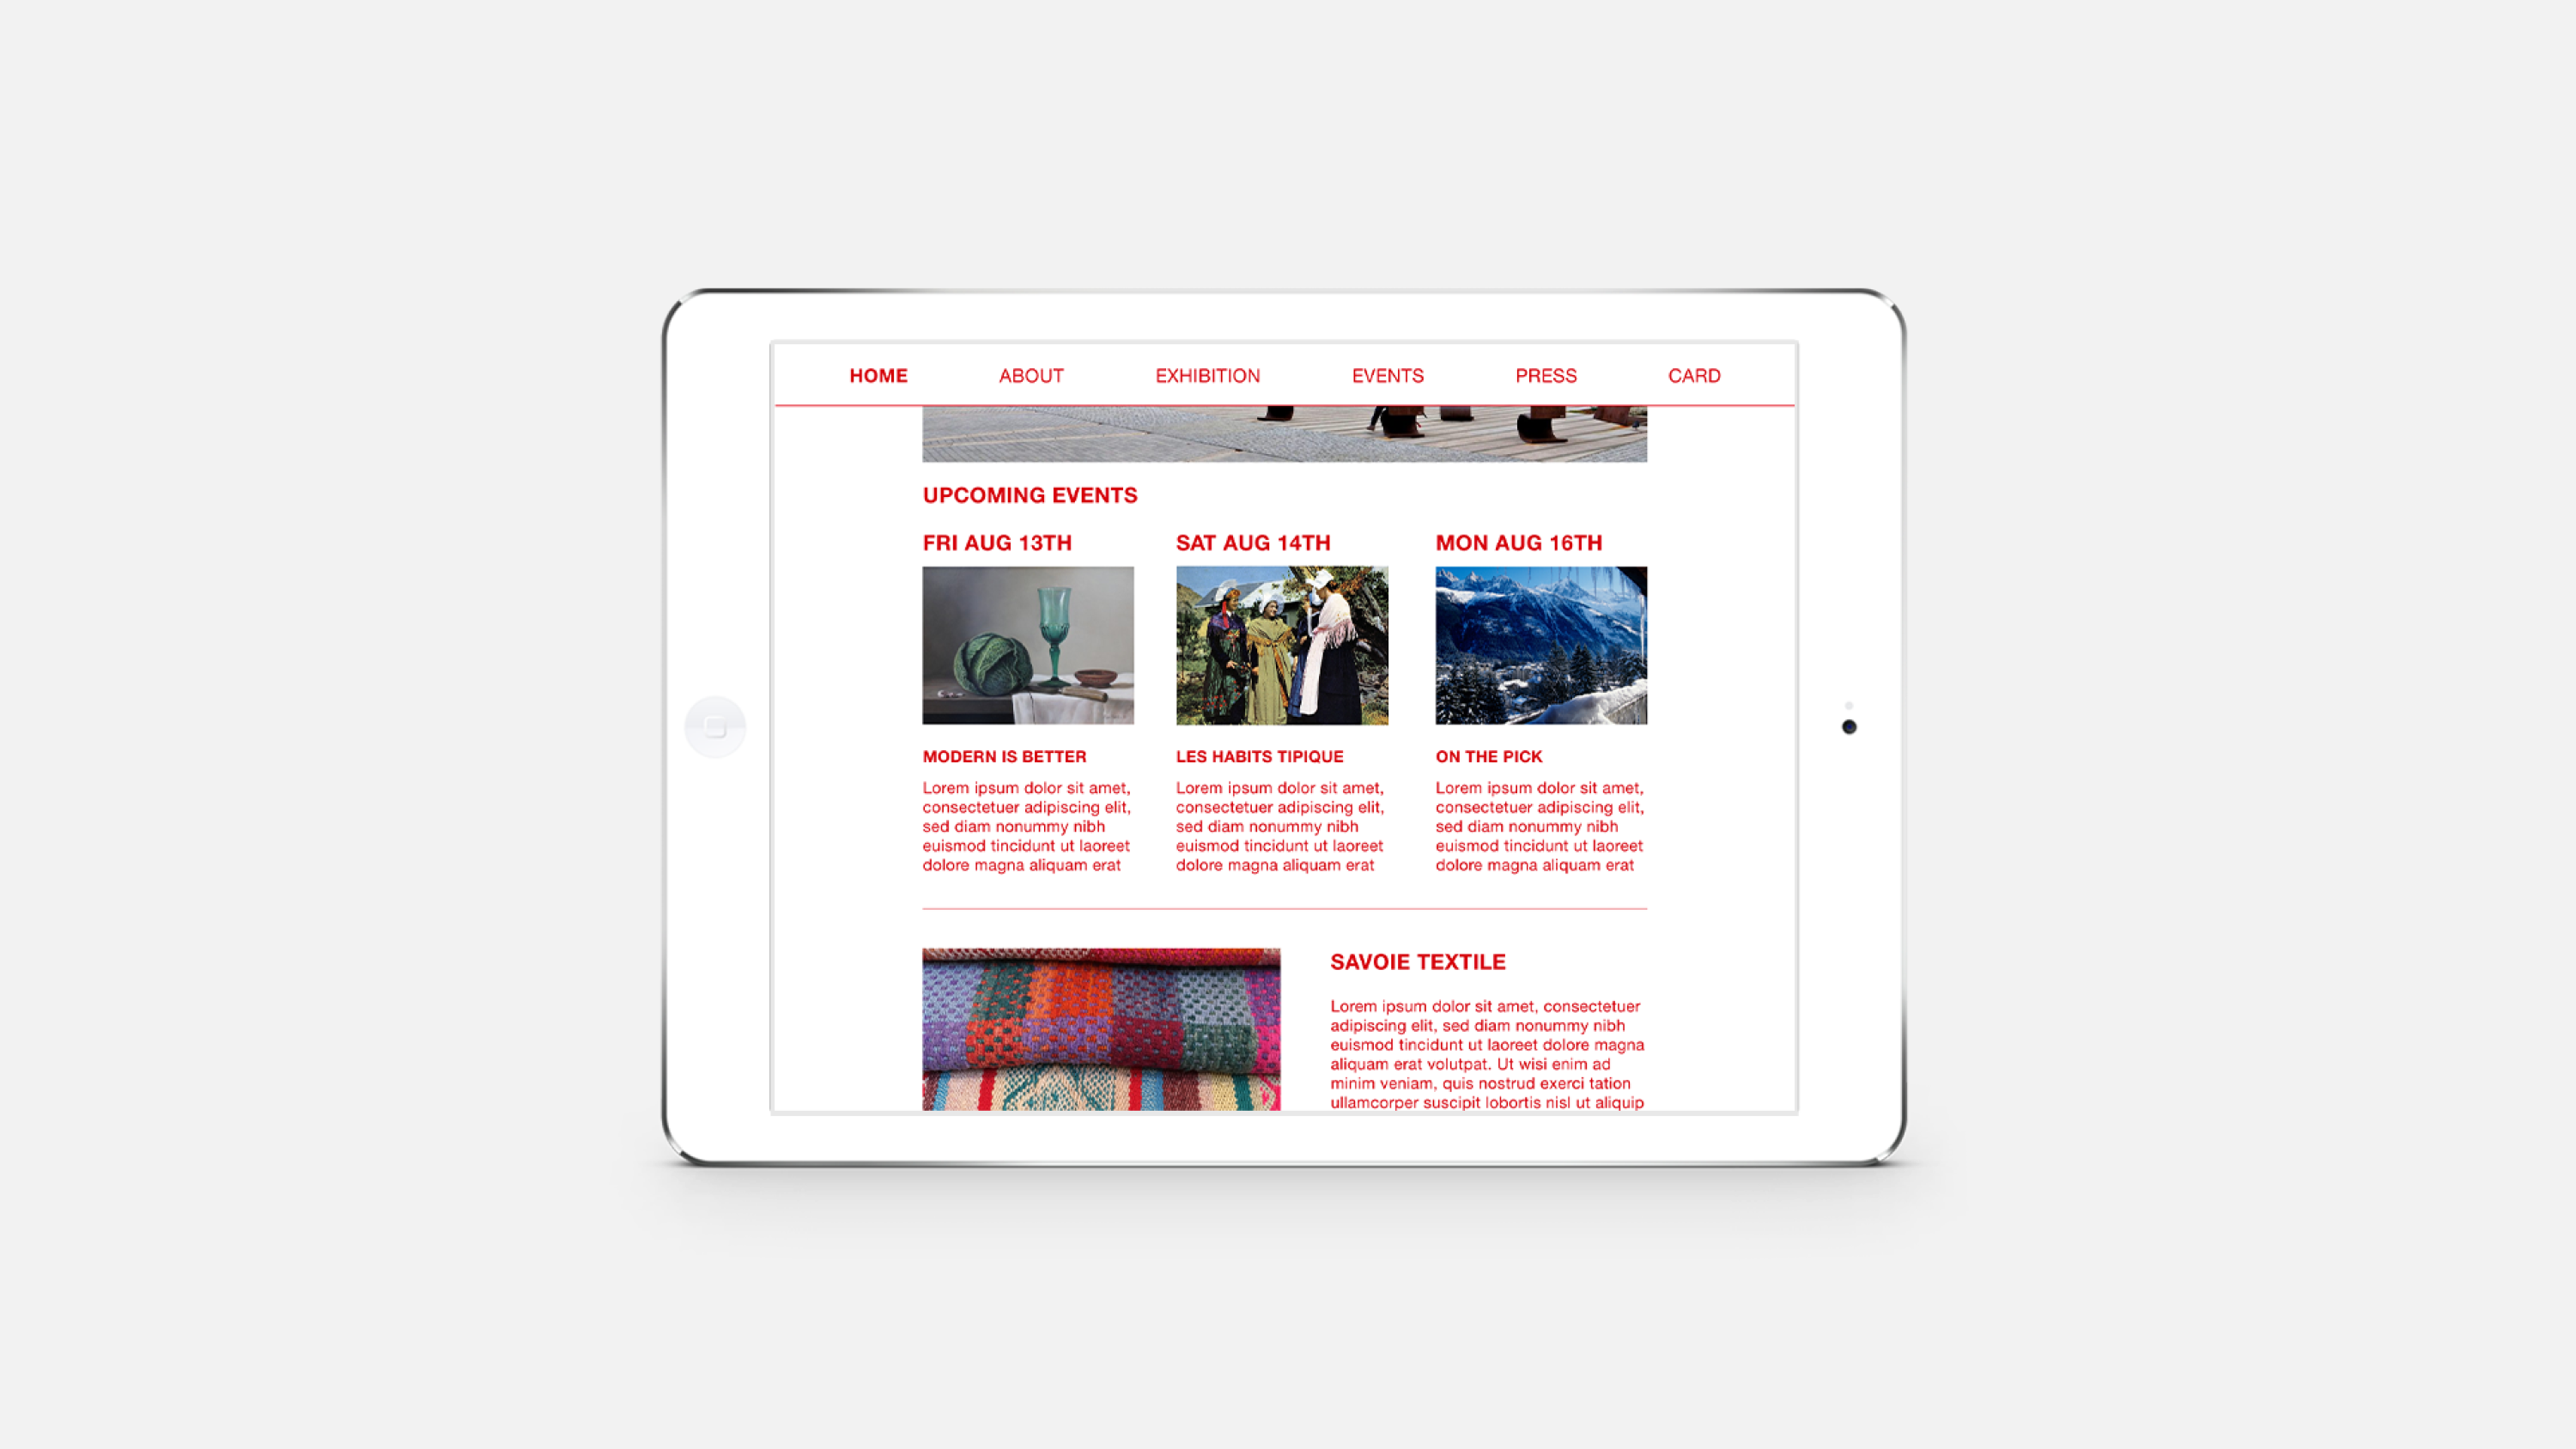 HOME ABOUT EXHIBITION EVENTS PRESS CARD
UPCOMING EVENTS
FRI AUG 13TH
MODERN IS BETTER
Lorem ipsum dolor sit amet,
consectetuer adipiscing elit,
sed diam nonummy nibh
euismod tincidunt ut laoreet
dolore magna aliquam erat
SAT AUG 14TH
LES HABITS TIPIQUE
Lorem ipsum dolor sit amet,
consectetuer adipiscing elit,
sed diam nonummy nibh
euismod tincidunt ut laoreet
dolore magna aliquam erat
MON AUG 16TH
ON THE PICK
Lorem ipsum dolor sit amet,
consectetuer adipiscing elit,
sed diam nonummy nibh
euismod tincidunt ut laoreet
dolore magna aliquam erat
SAVOIE TEXTILE
Lorem ipsum dolor sit amet, consectetuer
adipiscing elit, sed diam nonummy nibh
euismod tincidunt ut laoreet dolore magna
aliquam erat volutpat. Ut wisi enim ad
minim veniam, quis nostrud exerci tation
ullamcorper suscipit lobortis nisl ut aliquip